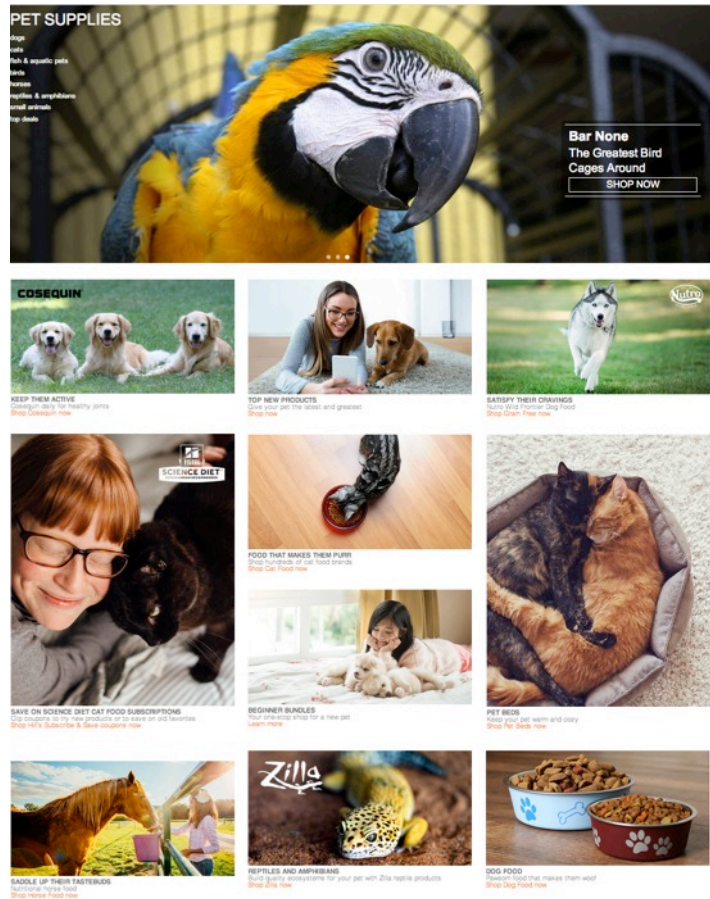 PET SUPPLIES
dogs
cats
fish & aquatic pets
birds
horses
reptiles & amphibians
small animals
top deals
Bar None
The Greatest Bird
Cages Around
SHOP NOW
COSEQUIN
KEEP THEM ACTIVE
Cosequin daily for healthy joints
Shop Cosequin now
TOP NEW PRODUCTS
Give your pet the latest and greatest
Shop now
Nutro
SATISFY THEIR CRAVINGS
Nutro Wild Frontier Dog Food
Shop Grain Free now
Hill's
SCIENCE DIET
SAVE ON SCIENCE DIET CAT FOOD SUBSCRIPTIONS
Clip coupons to try new products or to save on old favorites
Shop Hill's Subscribe & Save coupons now
FOOD THAT MAKES THEM PURR
Shop hundreds of cat food brands
Shop Cat Food now
BEGINNER BUNDLES
Your one-stop shop for a new pet
Learn more
PET BEDS
Keep your pet warm and cozy
Shop Pet Beds now
SADDLE UP THEIR TASTEBUDS
Nutritional horse food
Shop Horse Food now
Zilla
REPTILES AND AMPHIBIANS
Build quality ecosystems for your pet with Zilla reptile products
Shop Zilla now
DOG FOOD
Pawsom food that makes them woof
Shop Dog Food now